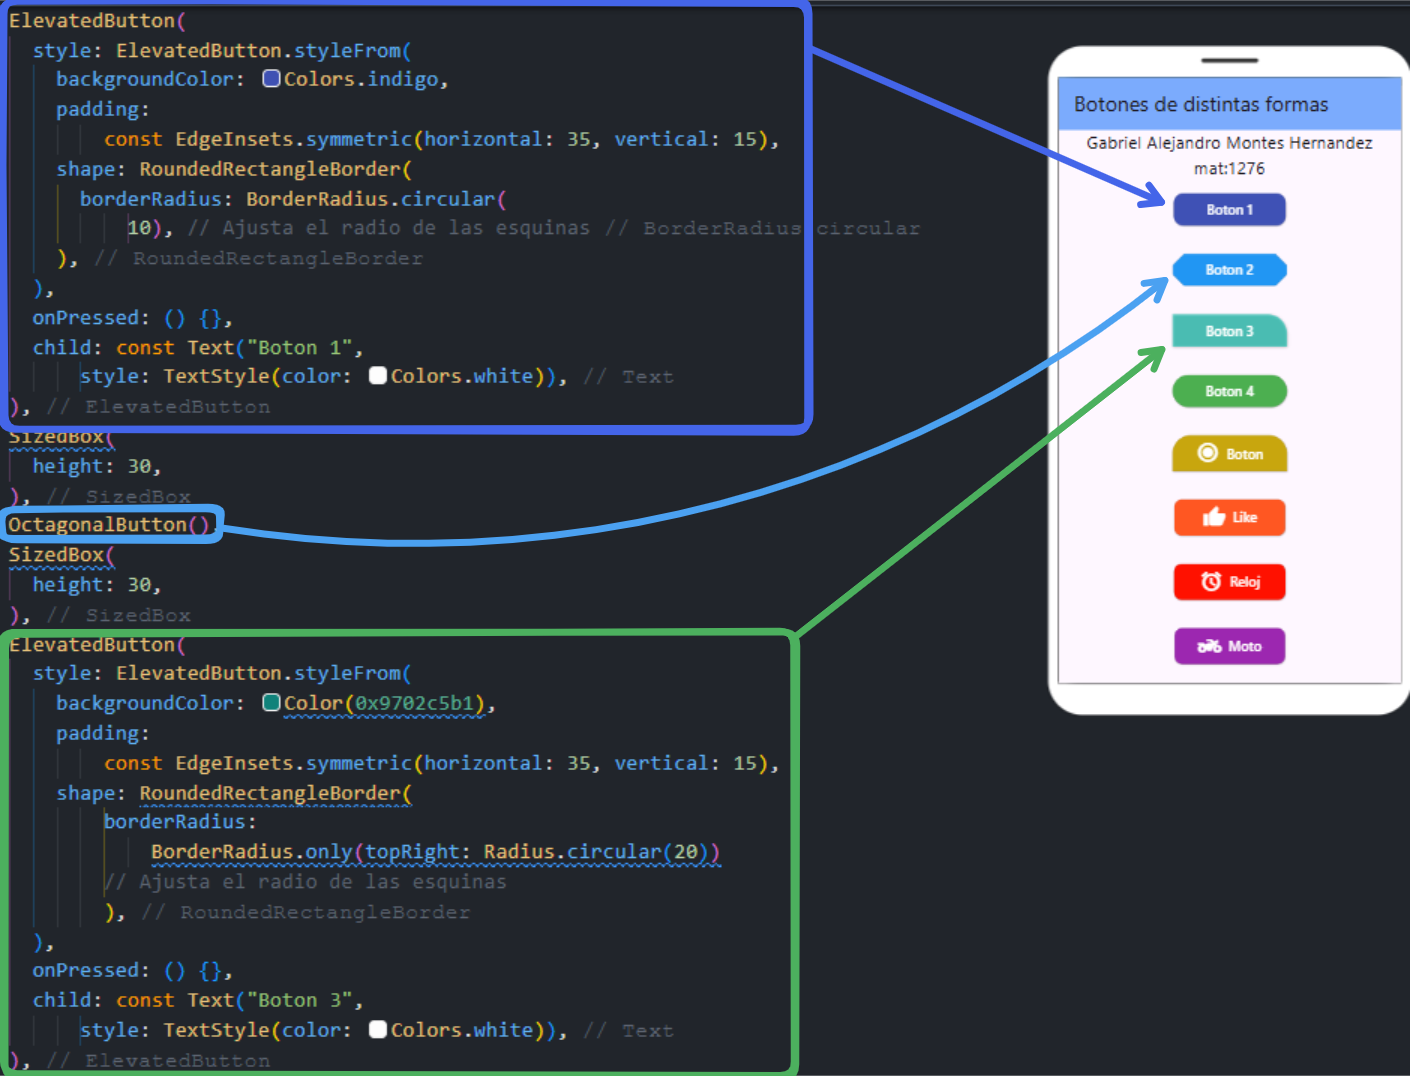 ElevatedButton(
style: ElevatedButton.styleFrom(
backgroundColor: Colors.indigo,
padding:
const EdgeInsets.symmetric(horizontal: 35, vertical: 15),
shape: RoundedRectangleBorder(
borderRadius: BorderRadius.circular(
10), // Ajusta el radio de las esquinas // BorderRadius.circular
), // RoundedRectangleBorder
),
onPressed: () {},
child: const Text("Boton 1",
style: TextStyle(color: Colors.white)), // Text
), // ElevatedButton
SizedBox(
height: 30,
), // SizedBox
OctagonalButton(),
SizedBox(
height: 30,
), // SizedBox
ElevatedButton(
style: ElevatedButton.styleFrom(
backgroundColor: Color(0x9702c5b1),
padding:
const EdgeInsets.symmetric(horizontal: 35, vertical: 15),
shape: RoundedRectangleBorder(
borderRadius:
BorderRadius.only(topRight: Radius.circular(20))
// Ajusta el radio de las esquinas
), // RoundedRectangleBorder
),
onPressed: () {},
child: const Text("Boton 3",
style: TextStyle(color: Colors.white)), // Text
), // ElevatedButton
Botones de distintas formas
Gabriel Alejandro Montes Hernandez
mat:1276
Boton 1
Boton 2
Boton 3
Boton 4
Boton
Like
Reloj
Moto